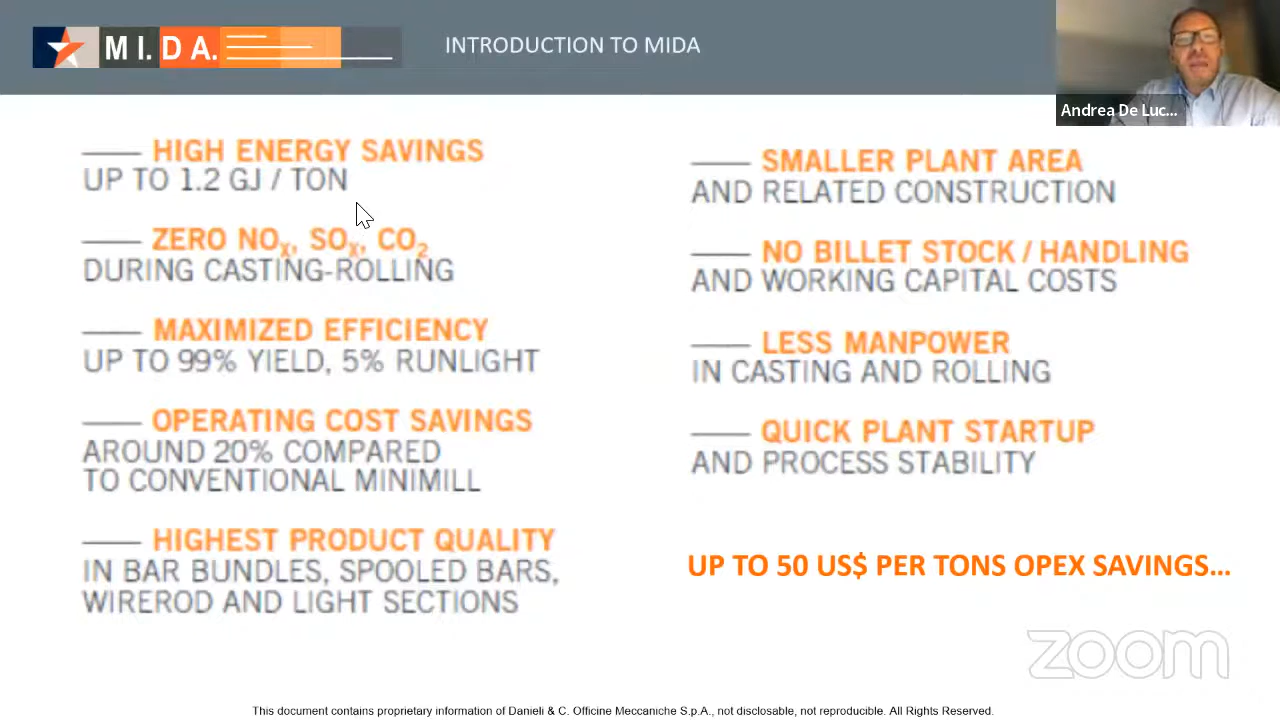 MI.DA.
INTRODUCTION TO MIDA
Andrea De Luc...
HIGH ENERGY SAVINGS
UP TO 1.2 GJ / TON
ZERO NOX, SOX, CO2
DURING CASTING-ROLLING
MAXIMIZED EFFICIENCY
UP TO 99% YIELD, 5% RUNLIGHT
OPERATING COST SAVINGS
AROUND 20% COMPARED
TO CONVENTIONAL MINIMILL
HIGHEST PRODUCT QUALITY
IN BAR BUNDLES, SPOOLED BARS,
WIREROD AND LIGHT SECTIONS
SMALLER PLANT AREA
AND RELATED CONSTRUCTION
NO BILLET STOCK / HANDLING
AND WORKING CAPITAL COSTS
LESS MANPOWER
IN CASTING AND ROLLING
QUICK PLANT STARTUP
AND PROCESS STABILITY
UP TO 50 US$ PER TONS OPEX SAVINGS...
zoom
This document contains proprietary information of Danieli & C. Officine Meccaniche S.p.A., not disclosable, not reproducible. All Rights Reserved.